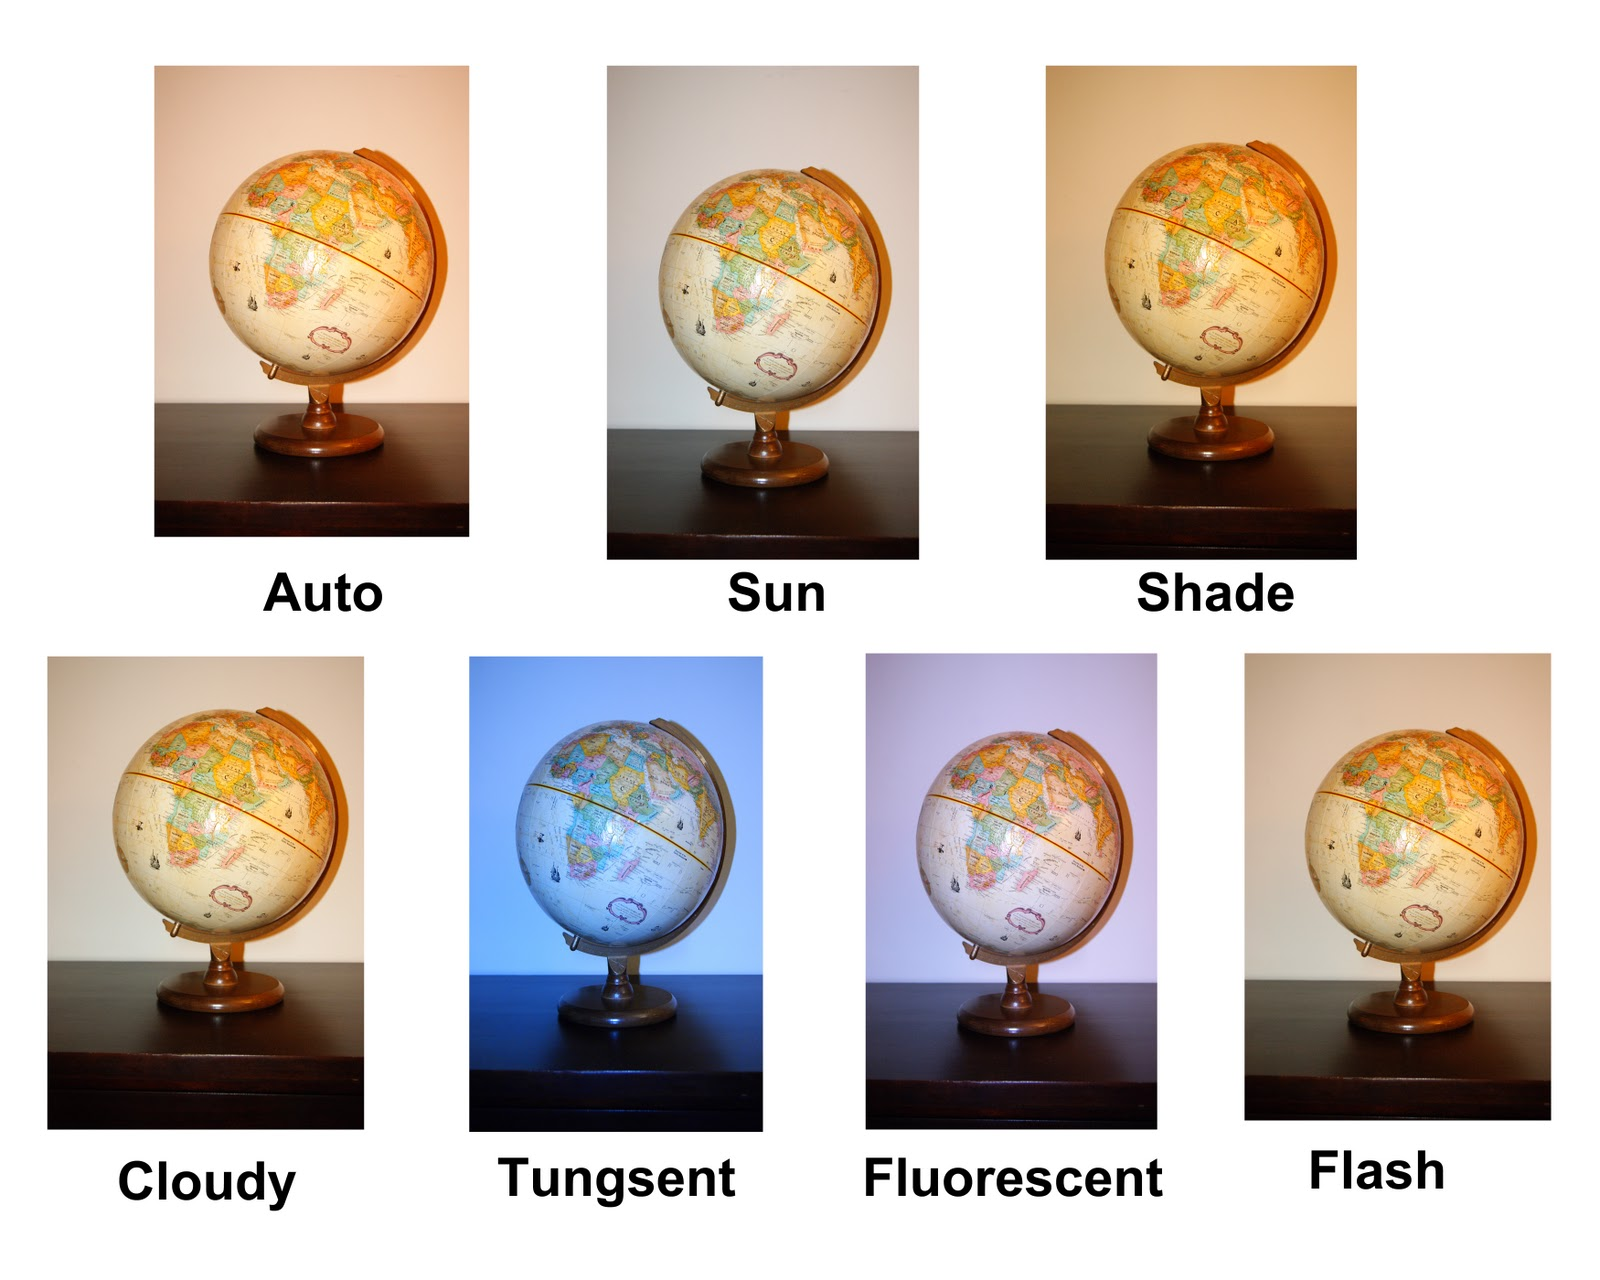 Auto
Sun
Shade
Cloudy
Tungsent
Fluorescent
Flash